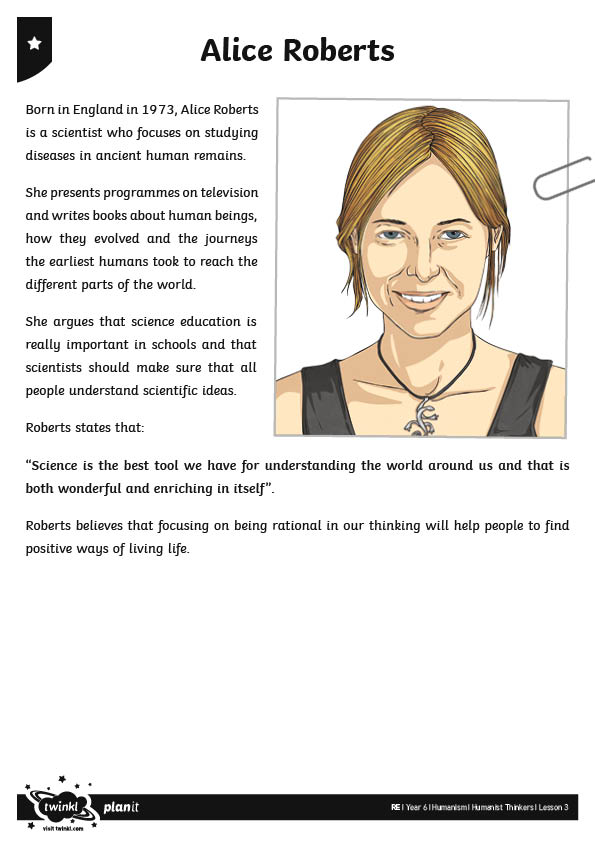 Alice Roberts
Born in England in 1973, Alice Roberts
is a scientist who focuses on studying
diseases in ancient human remains.
She presents programmes on television
and writes books about human beings,
how they evolved and the journeys
the earliest humans took to reach the
different parts of the world.
She argues that science education is
really important in schools and that
scientists should make sure that all
people understand scientific ideas.
Roberts states that:
“Science is the best tool we have for understanding the world around us and that is
both wonderful and enriching in itself”.
Roberts believes that focusing on being rational in our thinking will help people to find
positive ways of living life.
twinkl
planit
visit twinkl.com
RE | Year 6 | Humanism | Humanist Thinkers | Lesson 3